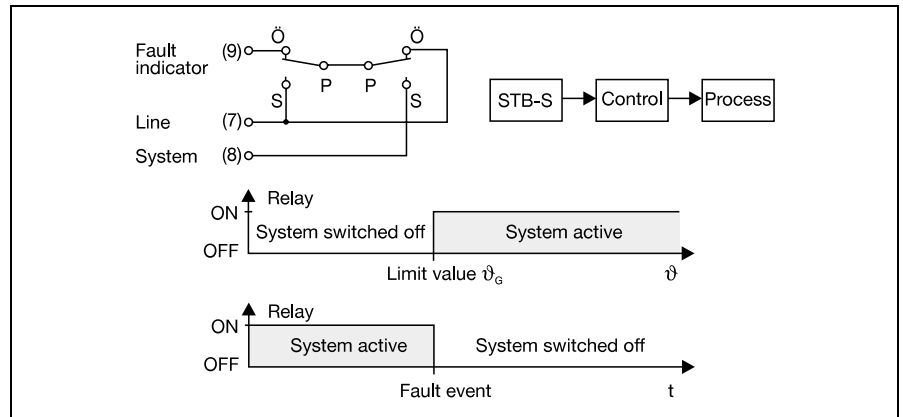 Ö Ö
Fault indicator (9)
P P
S S
Line (7)
System (8)
STB-S Control Process
Relay
ON
System switched off System active
OFF
Limit value ϑG ϑ
Relay
ON
System active System switched off
OFF
Fault event t